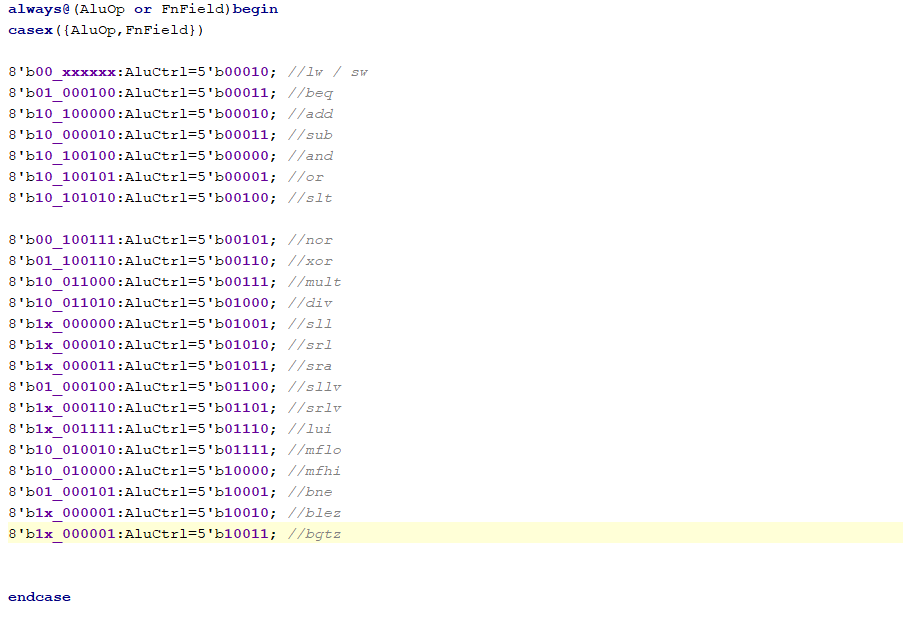 always@(AluOp or FnField)begin
casex({AluOp,FnField})
8'b00_xxxxxx:AluCtrl=5'b00010; //lw / sw
8'b01_000100:AluCtrl=5'b00011; //beq
8'b10_100000:AluCtrl=5'b00010; //add
8'b10_000010:AluCtrl=5'b00011; //sub
8'b10_100100:AluCtrl=5'b00000; //and
8'b10_100101:AluCtrl=5'b00001; //or
8'b10_101010:AluCtrl=5'b00100; //slt
8'b00_100111:AluCtrl=5'b00101; //nor
8'b01_100110:AluCtrl=5'b00110; //xor
8'b10_011000:AluCtrl=5'b00111; //mult
8'b10_011010:AluCtrl=5'b01000; //div
8'b1x_000000:AluCtrl=5'b01001; //sll
8'b1x_000010:AluCtrl=5'b01010; //srl
8'b1x_000011:AluCtrl=5'b01011; //sra
8'b01_000100:AluCtrl=5'b01100; //sllv
8'b1x_000110:AluCtrl=5'b01101; //srlv
8'b1x_001111:AluCtrl=5'b01110; //lui
8'b10_010010:AluCtrl=5'b01111; //mflo
8'b10_010000:AluCtrl=5'b10000; //mfhi
8'b01_000101:AluCtrl=5'b10001; //bne
8'b1x_000001:AluCtrl=5'b10010; //blez
8'b1x_000001:AluCtrl=5'b10011; //bgtz
endcase